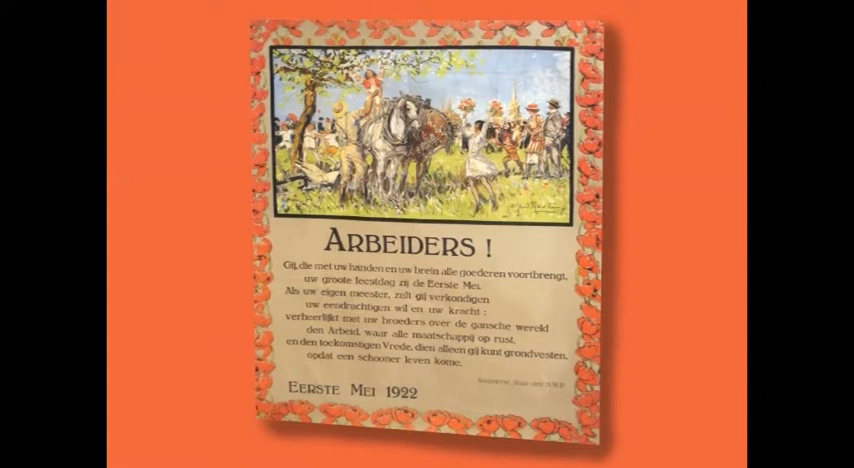 ARBEIDERS !
Gij, die met uw handen en uw brein alle goederen voortbrengt,
uw groote feestdag zij de Eerste Mei.
Als uw eigen meester, zult gij verkondigen
uw eendrachtigen wil en uw kracht :
verheerlijkt met uw broeders over de gansche wereld
den Arbeid, waar alle maatschappij op rust,
en den toekomstigen Vrede, dien alleen gij kunt grondvesten,
opdat een schooner leven kome.
EERSTE MEI 1922